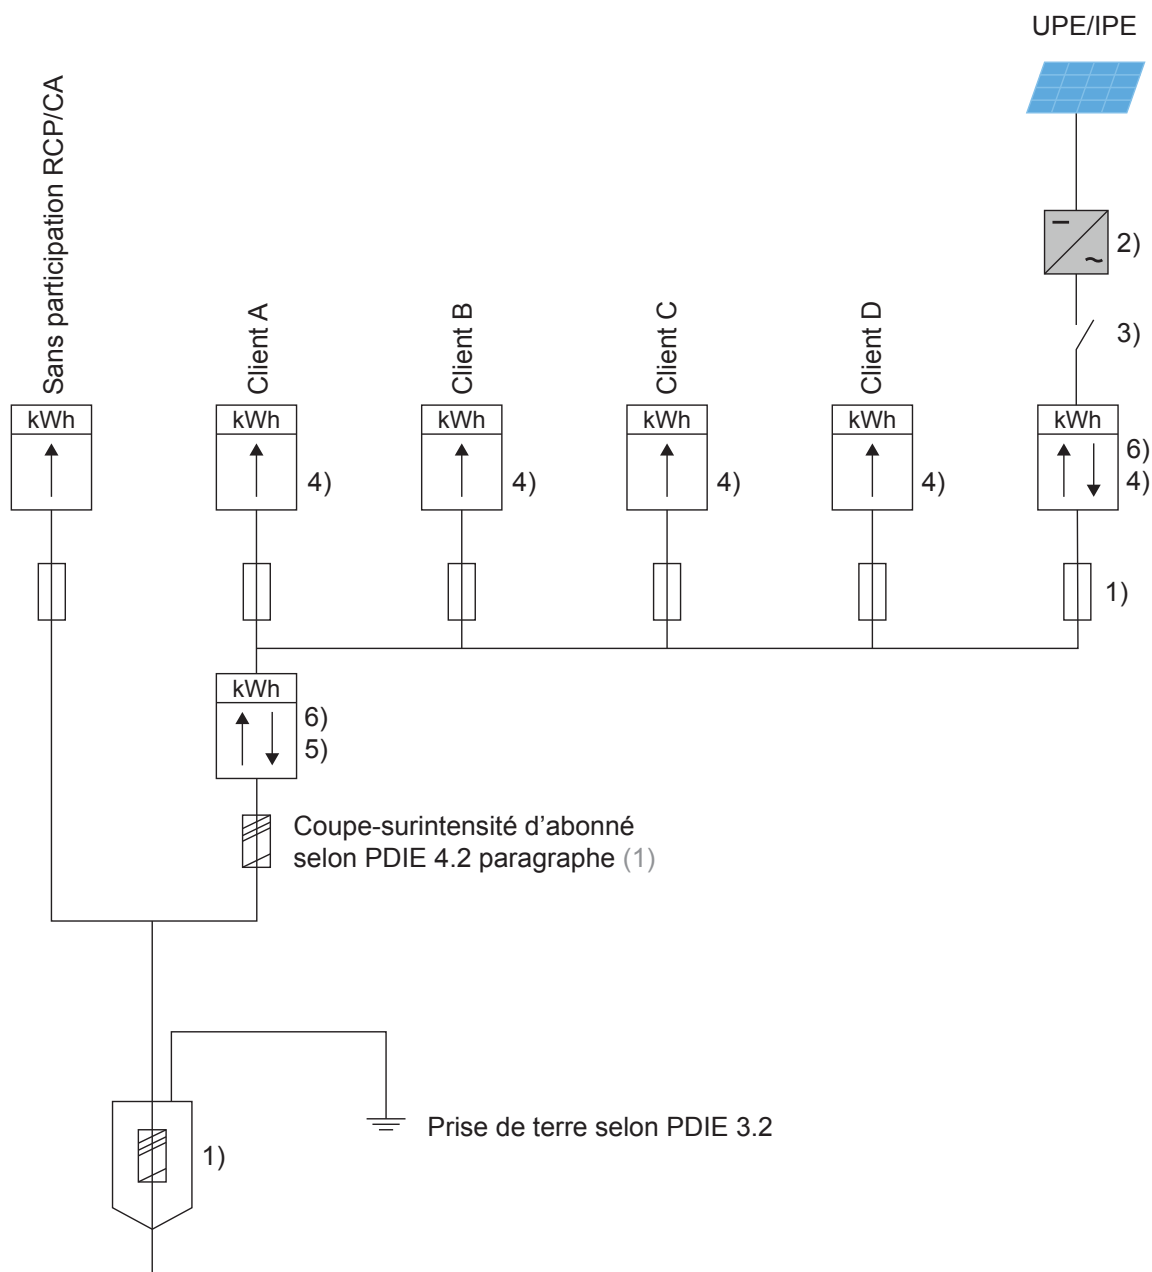 UPE/IPE
Sans participation RCP/CA
Client A
Client B
Client C
Client D
2)
3)
kWh
kWh
kWh
kWh
kWh
kWh
4)
4)
4)
4)
6)
4)
1)
kWh
6)
5)
Coupe-surintensité d’abonné
selon PDIE 4.2 paragraphe (1)
Prise de terre selon PDIE 3.2
1)